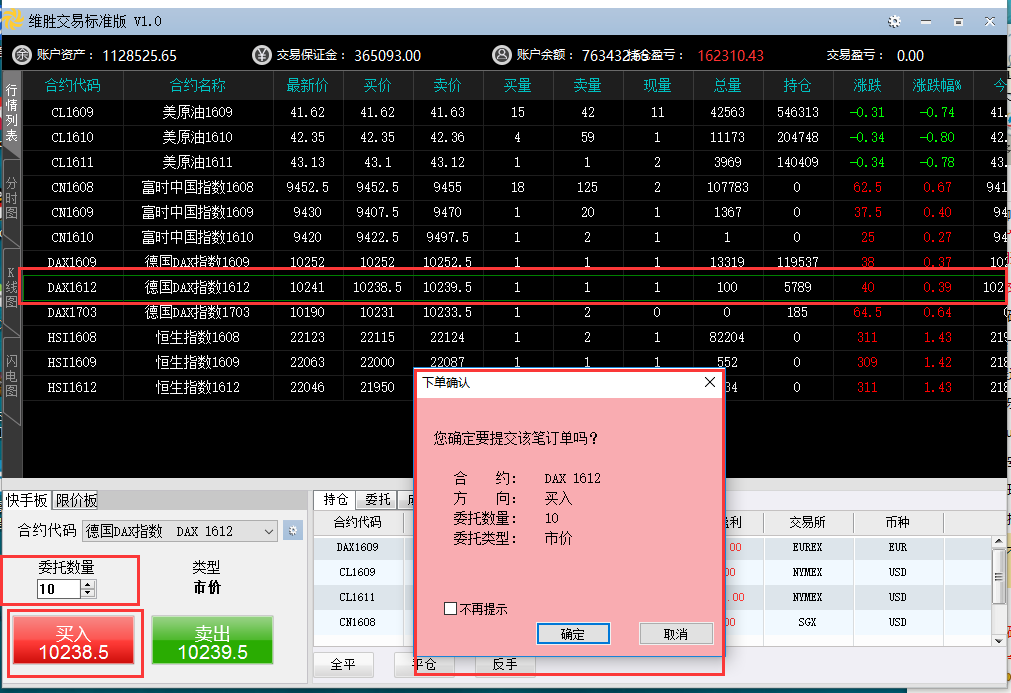 维胜交易标准版 V1.0
账户资产： 1128525.65 交易保证金： 365093.00 账户余额： 763432.65 持仓盈亏： 162310.43 交易盈亏： 0.00
行情列表
分时图
K线图
闪电图
合约代码 合约名称 最新价 买价 卖价 买量 卖量 现量 总量 持仓 涨跌 涨跌幅% 今
CL1609 美原油1609 41.62 41.62 41.63 15 42 11 42563 546313 -0.31 -0.74 41.
CL1610 美原油1610 42.35 42.35 42.36 4 59 1 11173 204748 -0.34 -0.80 42.
CL1611 美原油1611 43.13 43.1 43.12 1 1 2 3969 140409 -0.34 -0.78 43.
CN1608 富时中国指数1608 9452.5 9452.5 9455 18 125 2 107783 0 62.5 0.67 941
CN1609 富时中国指数1609 9430 9407.5 9470 1 20 1 1367 0 37.5 0.40 94
CN1610 富时中国指数1610 9420 9422.5 9497.5 1 2 1 1 0 25 0.27 94
DAX1609 德国DAX指数1609 10252 10252 10252.5 1 1 1 13319 119537 38 0.37 102
DAX1612 德国DAX指数1612 10241 10238.5 10239.5 1 1 1 100 5789 40 0.39 102
DAX1703 德国DAX指数1703 10190 10231 10233.5 1 2 0 0 185 64.5 0.64
HSI1608 恒生指数1608 22123 22115 22124 1 2 1 82204 0 311 1.43 219
HSI1609 恒生指数1609 22063 22000 22087 1 1 1 552 0 309 1.42 218
HSI1612 恒生指数1612 22046 21950 34 0 311 1.43 218
下单确认
您确定要提交该笔订单吗？
合 约： DAX 1612
方 向： 买入
委托数量： 10
委托类型： 市价
不再提示
确定 取消
快手板 限价板
合约代码 德国DAX指数 DAX 1612
委托数量 类型
10 市价
买入 卖出
10238.5 10239.5
持仓 委托
合约代码 利 交易所 币种
DAX1609 00 EUREX EUR
CL1609 00 NYMEX USD
CL1611 .00 NYMEX USD
CN1608 00 SGX USD
全平 平仓 反手